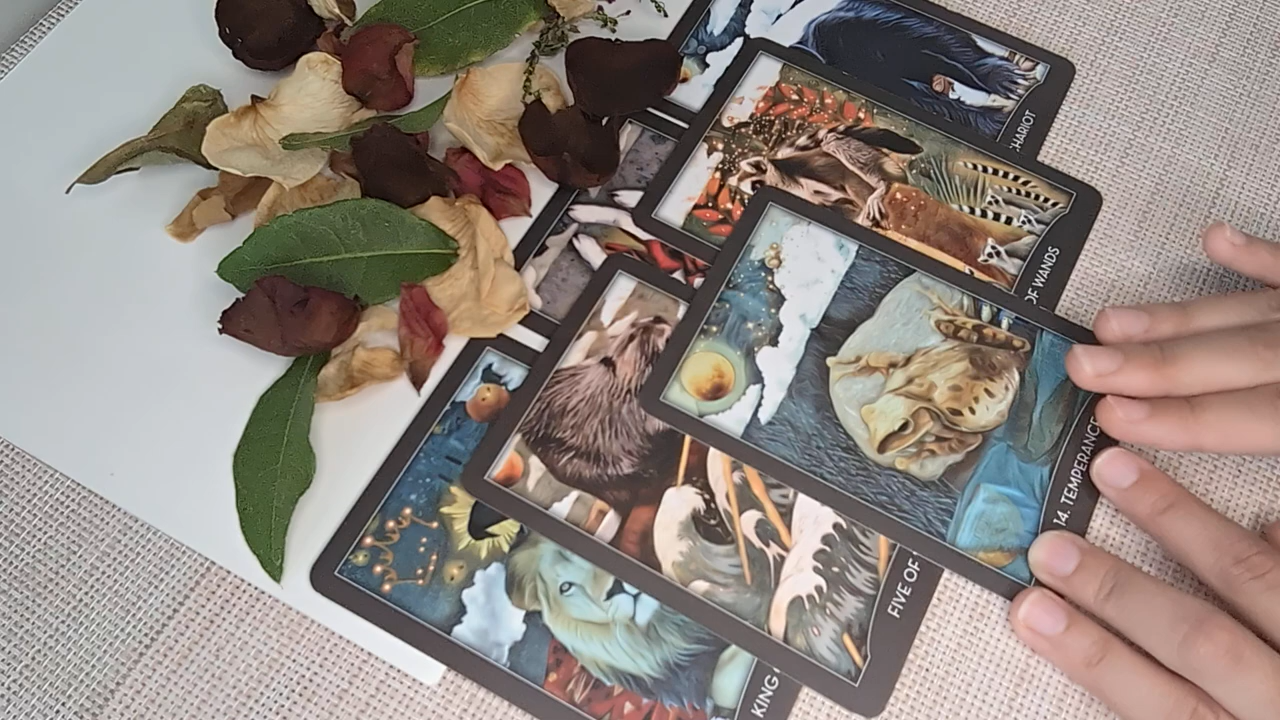 CHARIOT
OF WANDS
14. TEMPERANCE
FIVE OF
KING